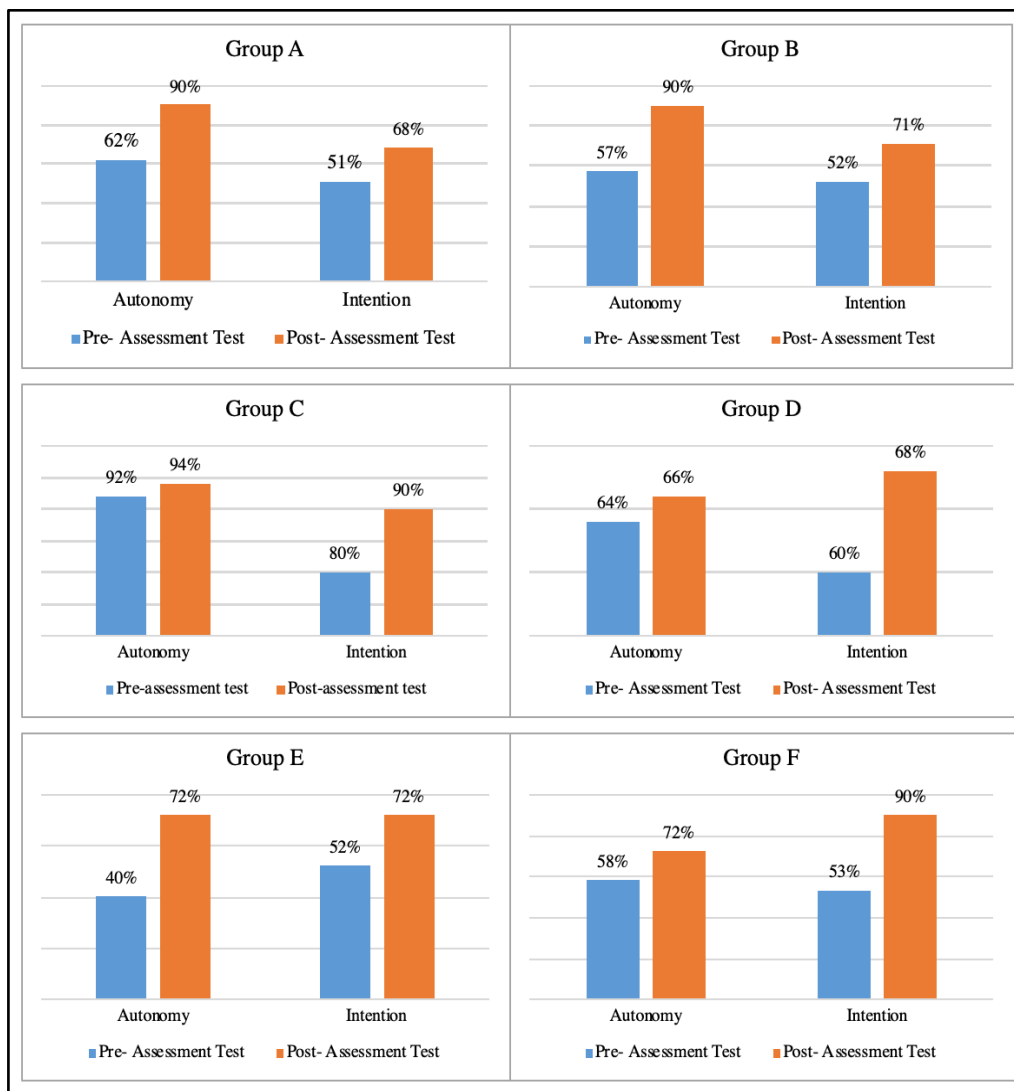 Group A
90%
62%
68%
51%
Autonomy Intention
Pre- Assessment Test Post- Assessment Test
Group B
90%
57%
71%
52%
Autonomy Intention
Pre- Assessment Test Post- Assessment Test
Group C
92%
94%
90%
80%
Autonomy Intention
Pre-assessment test Post-assessment test
Group D
64%
66%
68%
60%
Autonomy Intention
Pre- Assessment Test Post- Assessment Test
Group E
72%
72%
40%
52%
Autonomy Intention
Pre- Assessment Test Post- Assessment Test
Group F
90%
58%
72%
53%
Autonomy Intention
Pre- Assessment Test Post- Assessment Test